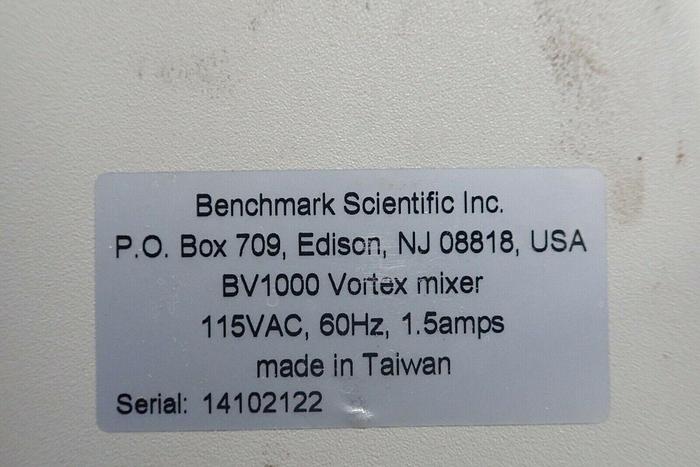 Benchmark Scientific Inc.
P.O. Box 709, Edison, NJ 08818, USA
BV1000 Vortex mixer
115VAC, 60Hz, 1.5amps
made in Taiwan
Serial: 14102122